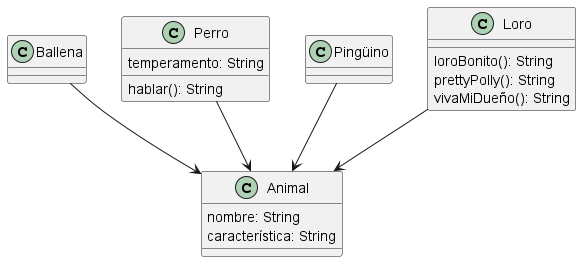 C Ballena
C Perro
temperamento: String
hablar(): String
C Pingüino
C Loro
loroBonito(): String
prettyPolly(): String
vivaMiDueño(): String
C Animal
nombre: String
característica: String